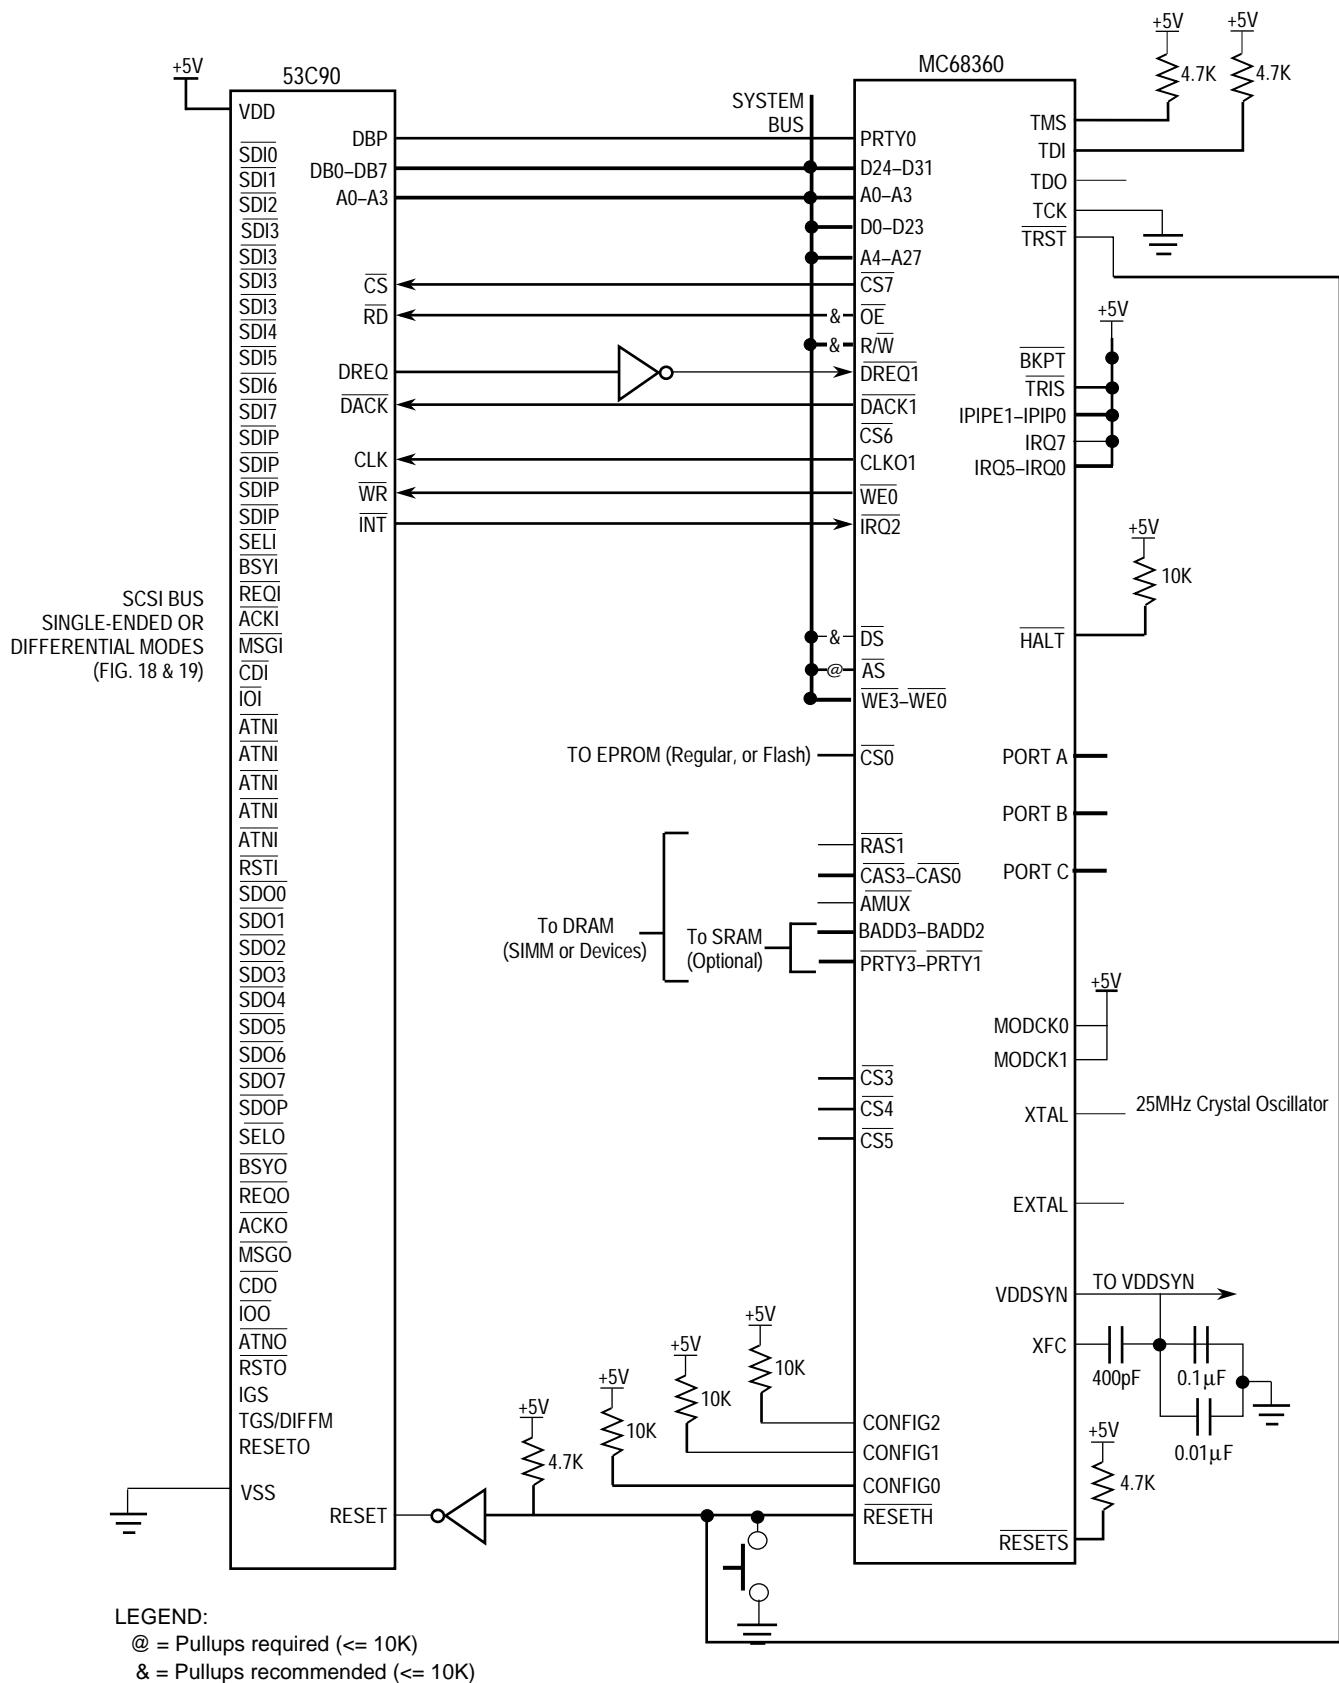 +5V
53C90
VDD
SDI0
SDI1
SDI2
SDI3
SDI3
SDI3
SDI3
SDI4
SDI5
SDI6
SDI7
SDIP
SDIP
SDIP
SDIP
SELI
BSYI
REQI
ACKI
MSGI
CDI
IOI
ATNI
ATNI
ATNI
ATNI
ATNI
RSTI
SDO0
SDO1
SDO2
SDO3
SDO4
SDO5
SDO6
SDO7
SDOP
SELO
BSYO
REQO
ACKO
MSGO
CDO
IOO
ATNO
RSTO
IGS
TGS/DIFFM
RESETO
VSS
SCSI BUS
SINGLE-ENDED OR
DIFFERENTIAL MODES
(FIG. 18 & 19)
DBP
DB0–DB7
A0–A3
CS
RD
DREQ
DACK
CLK
WR
INT
RESET
SYSTEM
BUS
&
&
&
@
TO EPROM (Regular, or Flash)
To DRAM
(SIMM or Devices)
To SRAM
(Optional)
+5V
4.7K
+5V
10K
+5V
10K
+5V
10K
MC68360
PRTY0
D24–D31
A0–A3
D0–D23
A4–A27
CS7
OE
R/W
DREQ1
DACK1
CS6
CLKO1
WE0
IRQ2
DS
AS
WE3–WE0
CS0
RAS1
CAS3–CAS0
AMUX
BADD3–BADD2
PRTY3–PRTY1
CS3
CS4
CS5
CONFIG2
CONFIG1
CONFIG0
RESETH
+5V
4.7K
+5V
4.7K
TMS
TDI
TDO
TCK
TRST
+5V
BKPT
TRIS
IPIPE1–IPIP0
IRQ7
IRQ5–IRQ0
+5V
10K
HALT
PORT A
PORT B
PORT C
+5V
MODCK0
MODCK1
XTAL
25MHz Crystal Oscillator
EXTAL
VDDSYN
TO VDDSYN
XFC
400pF
0.1µF
0.01µF
+5V
4.7K
RESETS
LEGEND:
@ = Pullups required (<= 10K)
& = Pullups recommended (<= 10K)